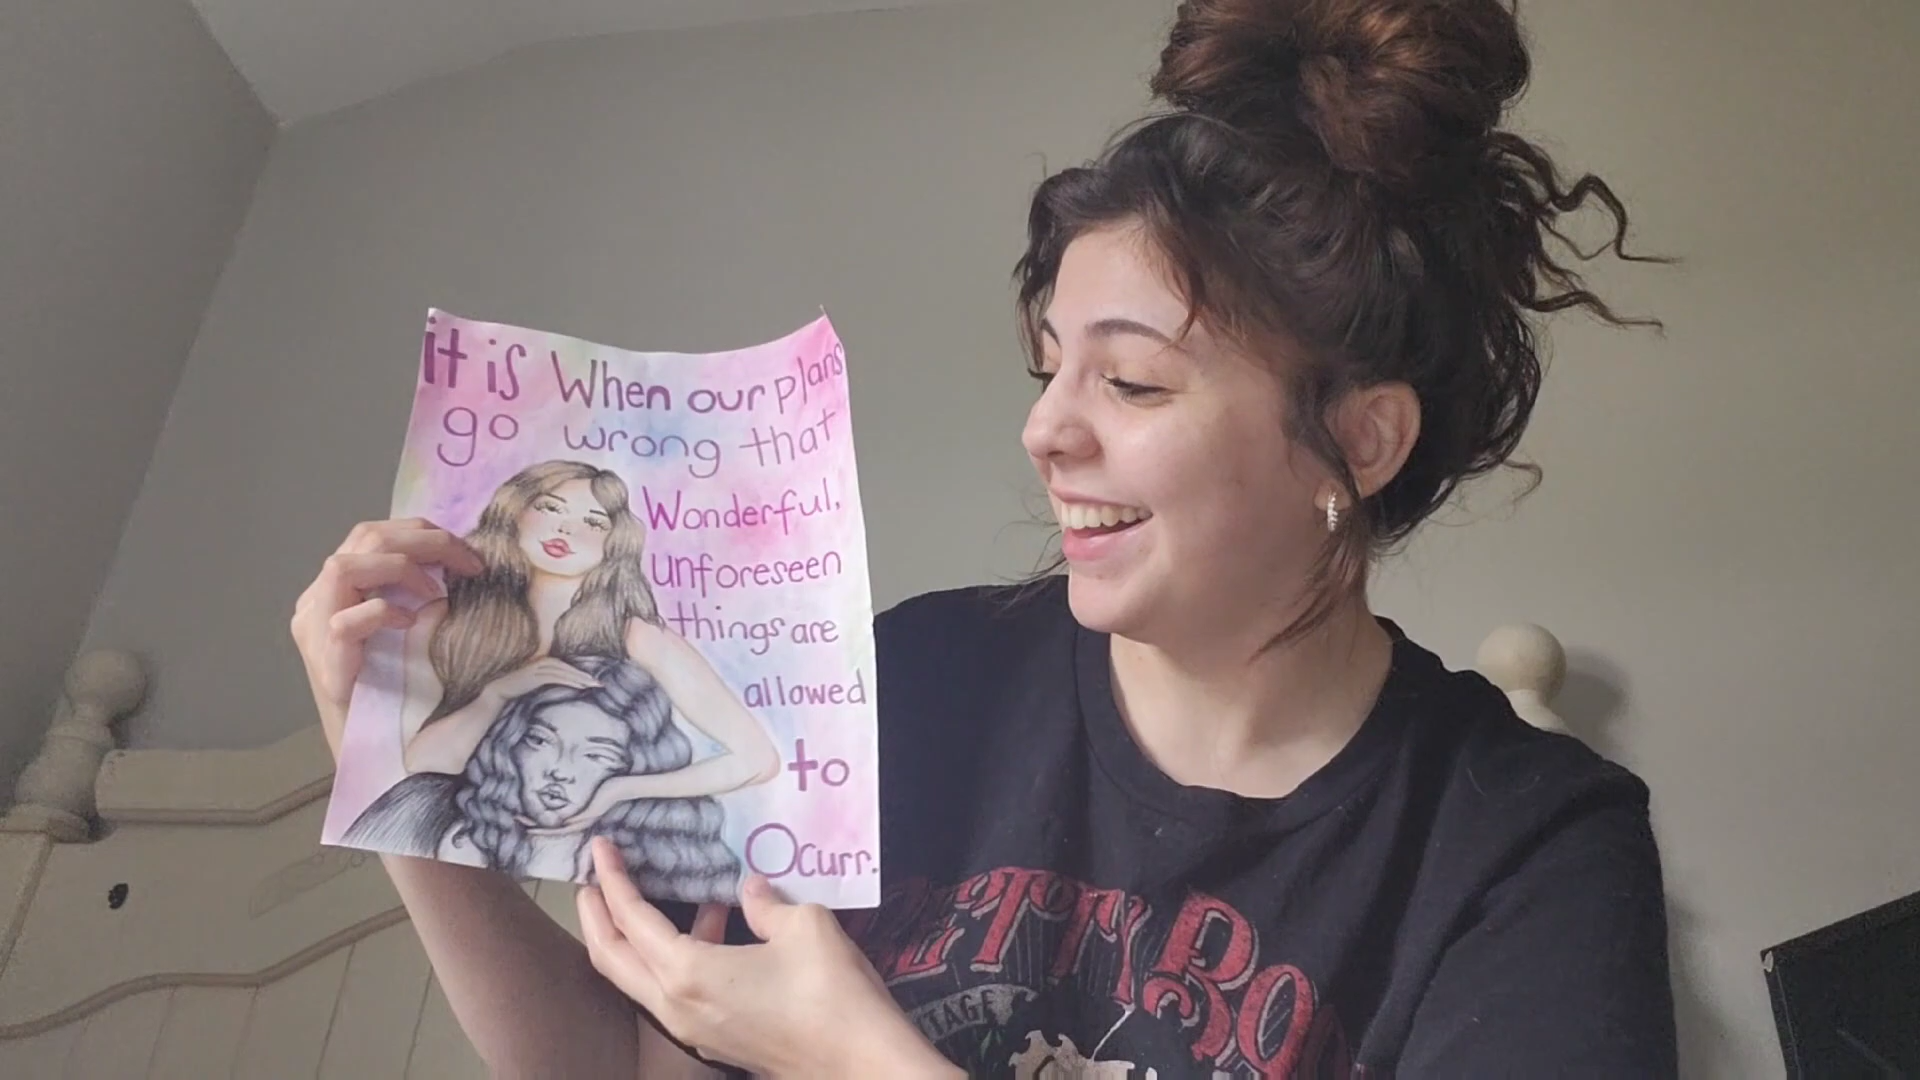 it is When our plans
go wrong that
Wonderful,
unforeseen
things are
allowed
to
Ocurr.